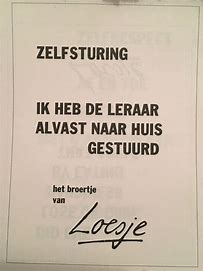 ZELFSTURING
IK HEB DE LERAAR
ALVAST NAAR HUIS
GESTUURD
het broertje
van Loesje